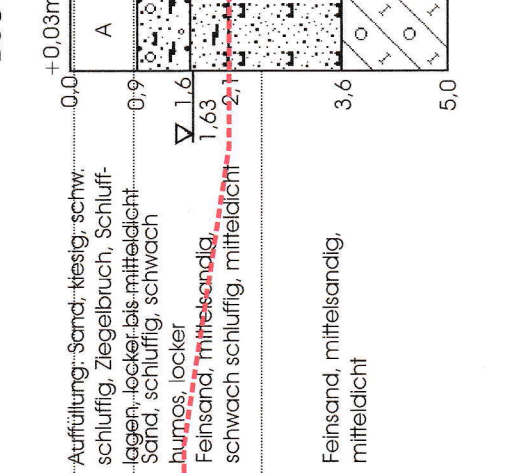 +0,03m
A
0,0
0,9
1,6
1,63
2,1
3,6
5,0
Auffüllung: Sand, kiesig, schw.
schluffig, Ziegelbruch, Schluff-
lagen, locker bis mitteldicht
Sand, schluffig, schwach
humos, locker
Feinsand, mittelsandig,
schwach schluffig, mitteldicht
Feinsand, mittelsandig,
mitteldicht